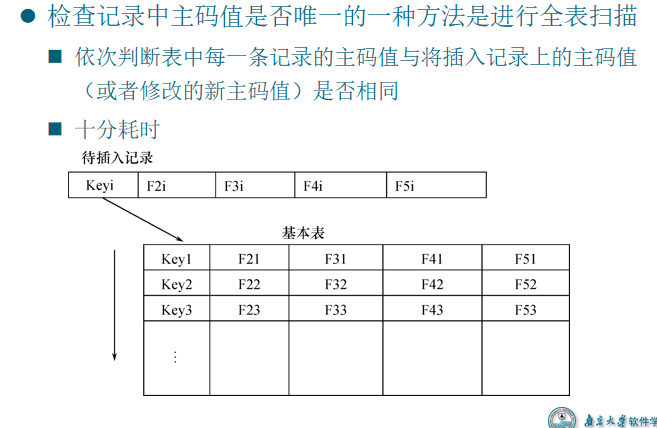 检查记录中主码值是否唯一的一种方法是进行全表扫描
依次判断表中每一条记录的主码值与将插入记录上的主码值
(或者修改的新主码值)是否相同
十分耗时
待插入记录
Keyi F2i F3i F4i F5i
基本表
Key1 F21 F31 F41 F51
Key2 F22 F32 F42 F52
Key3 F23 F33 F43 F53
⋮
南京大学软件学